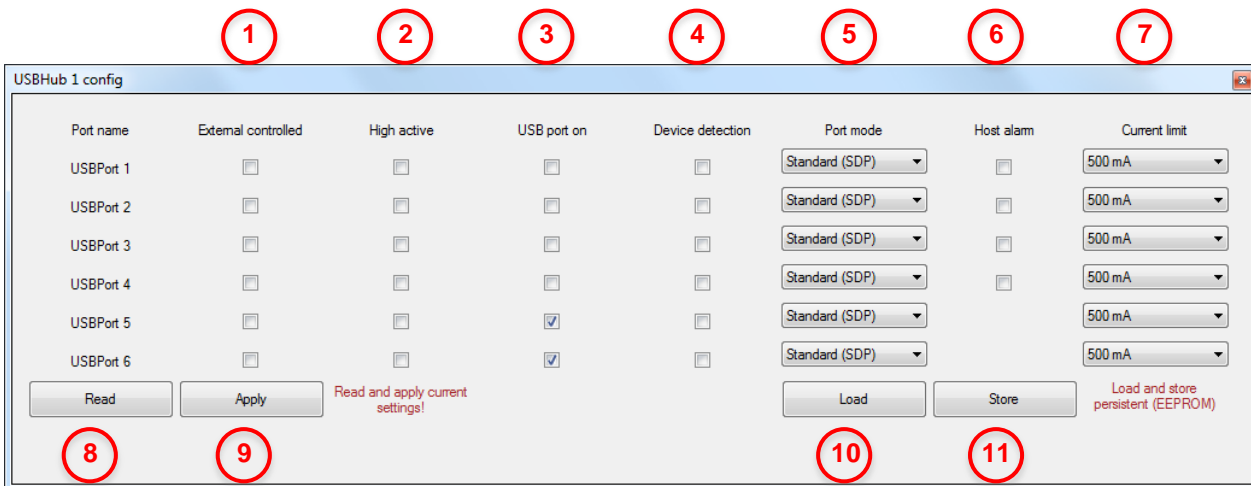 1 2 3 4 5 6 7
USBHub 1 config x
Port name External controlled High active USB port on Device detection Port mode Host alarm Current limit
USBPort 1 Standard (SDP) 500 mA
USBPort 2 Standard (SDP) 500 mA
USBPort 3 Standard (SDP) 500 mA
USBPort 4 Standard (SDP) 500 mA
USBPort 5 Standard (SDP) 500 mA
USBPort 6 Standard (SDP) 500 mA
Read Apply Read and apply current
settings! Load Store Load and store
persistent (EEPROM)
8 9 10 11